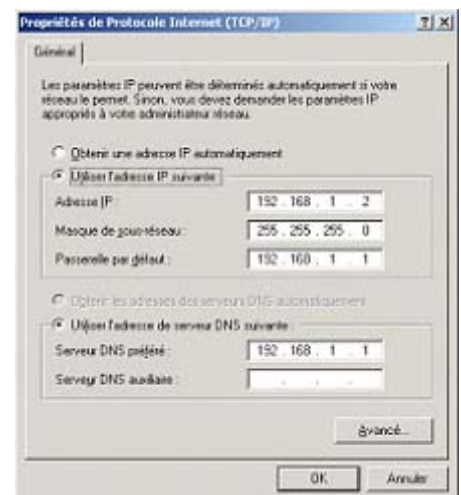 Propriétés de Protocole Internet (TCP/IP)
Général
Les paramètres IP peuvent être déterminés automatiquement si votre
réseau le permet. Sinon, vous devez demander les paramètres IP
appropriés à votre administrateur réseau.
Obtenir une adresse IP automatiquement
Utiliser l'adresse IP suivante
Adresse IP : 192 . 168 . 1 . 2
Masque de sous-réseau : 255 . 255 . 255 . 0
Passerelle par défaut : 192 . 168 . 1 . 1
Obtenir les adresses des serveurs DNS automatiquement
Utiliser l'adresse de serveur DNS suivante
Serveur DNS préféré : 192 . 168 . 1 . 1
Serveur DNS auxiliaire : . . .
Avancé...
OK Annuler